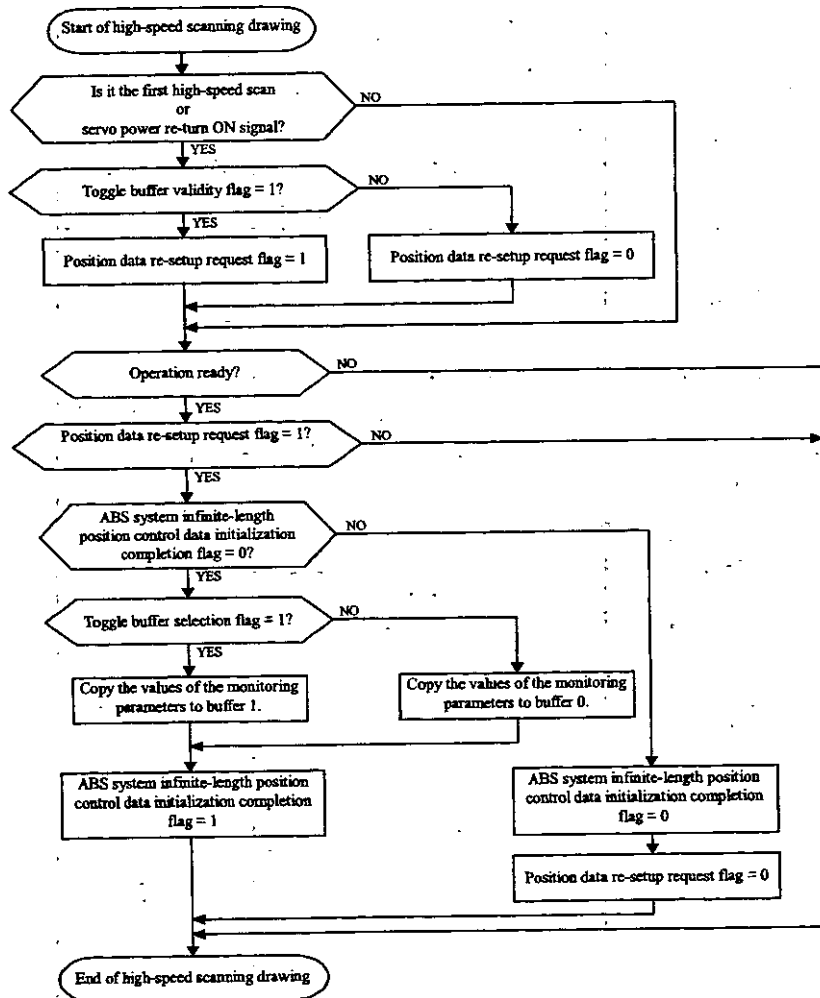 Start of high-speed scanning drawing
Is it the first high-speed scan
or
servo power re-turn ON signal?
NO
YES
Toggle buffer validity flag = 1?
NO
YES
Position data re-setup request flag = 1
Position data re-setup request flag = 0
Operation ready?
NO
YES
Position data re-setup request flag = 1?
NO
YES
ABS system infinite-length
position control data initialization
completion flag = 0?
NO
YES
Toggle buffer selection flag = 1?
NO
YES
Copy the values of the monitoring
parameters to buffer 1.
Copy the values of the monitoring
parameters to buffer 0.
ABS system infinite-length position
control data initialization completion
flag = 1
ABS system infinite-length position
control data initialization completion
flag = 0
Position data re-setup request flag = 0
End of high-speed scanning drawing